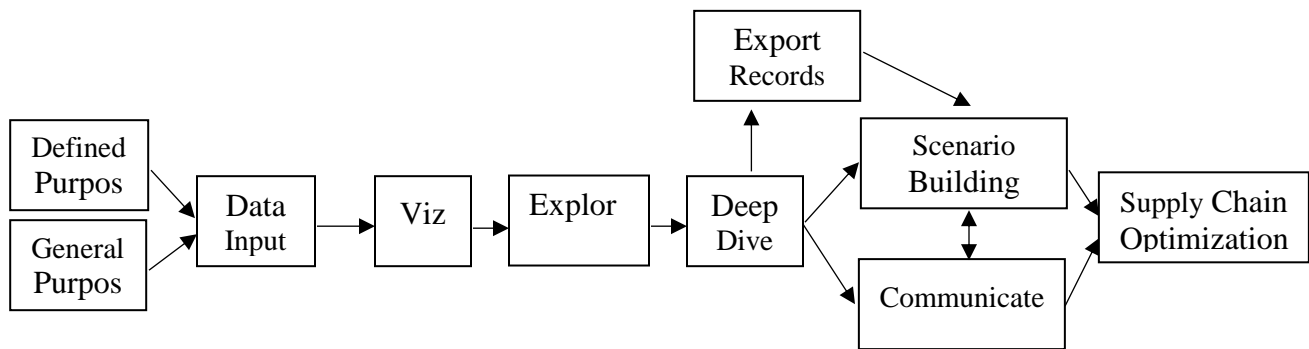 Defined
Purpos
General
Purpos
Data
Input
Viz
Explor
Deep
Dive
Export
Records
Scenario
Building
Communicate
Supply Chain
Optimization